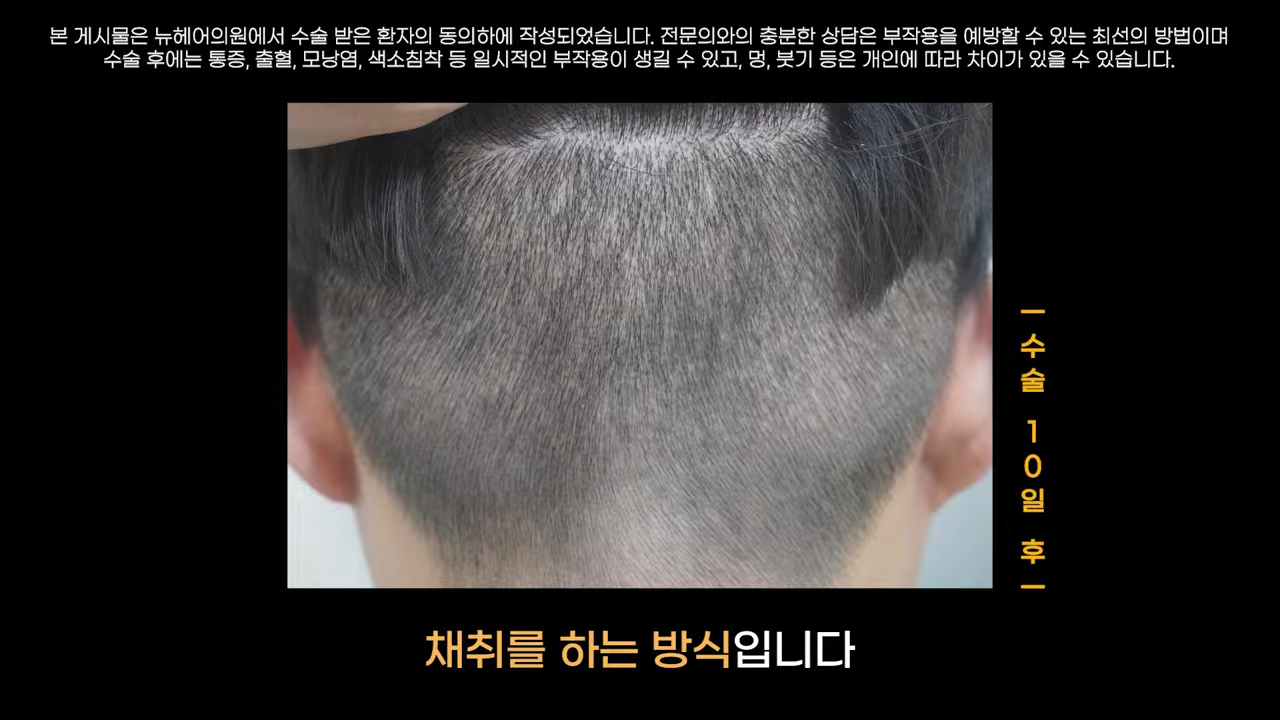 본 게시물은 뉴헤어의원에서 수술 받은 환자의 동의하에 작성되었습니다. 전문의와의 충분한 상담은 부작용을 예방할 수 있는 최선의 방법이며
수술 후에는 통증, 출혈, 모낭염, 색소침착 등 일시적인 부작용이 생길 수 있고, 멍, 붓기 등은 개인에 따라 차이가 있을 수 있습니다.
ㅡ수술 10일 후ㅡ
채취를 하는 방식입니다